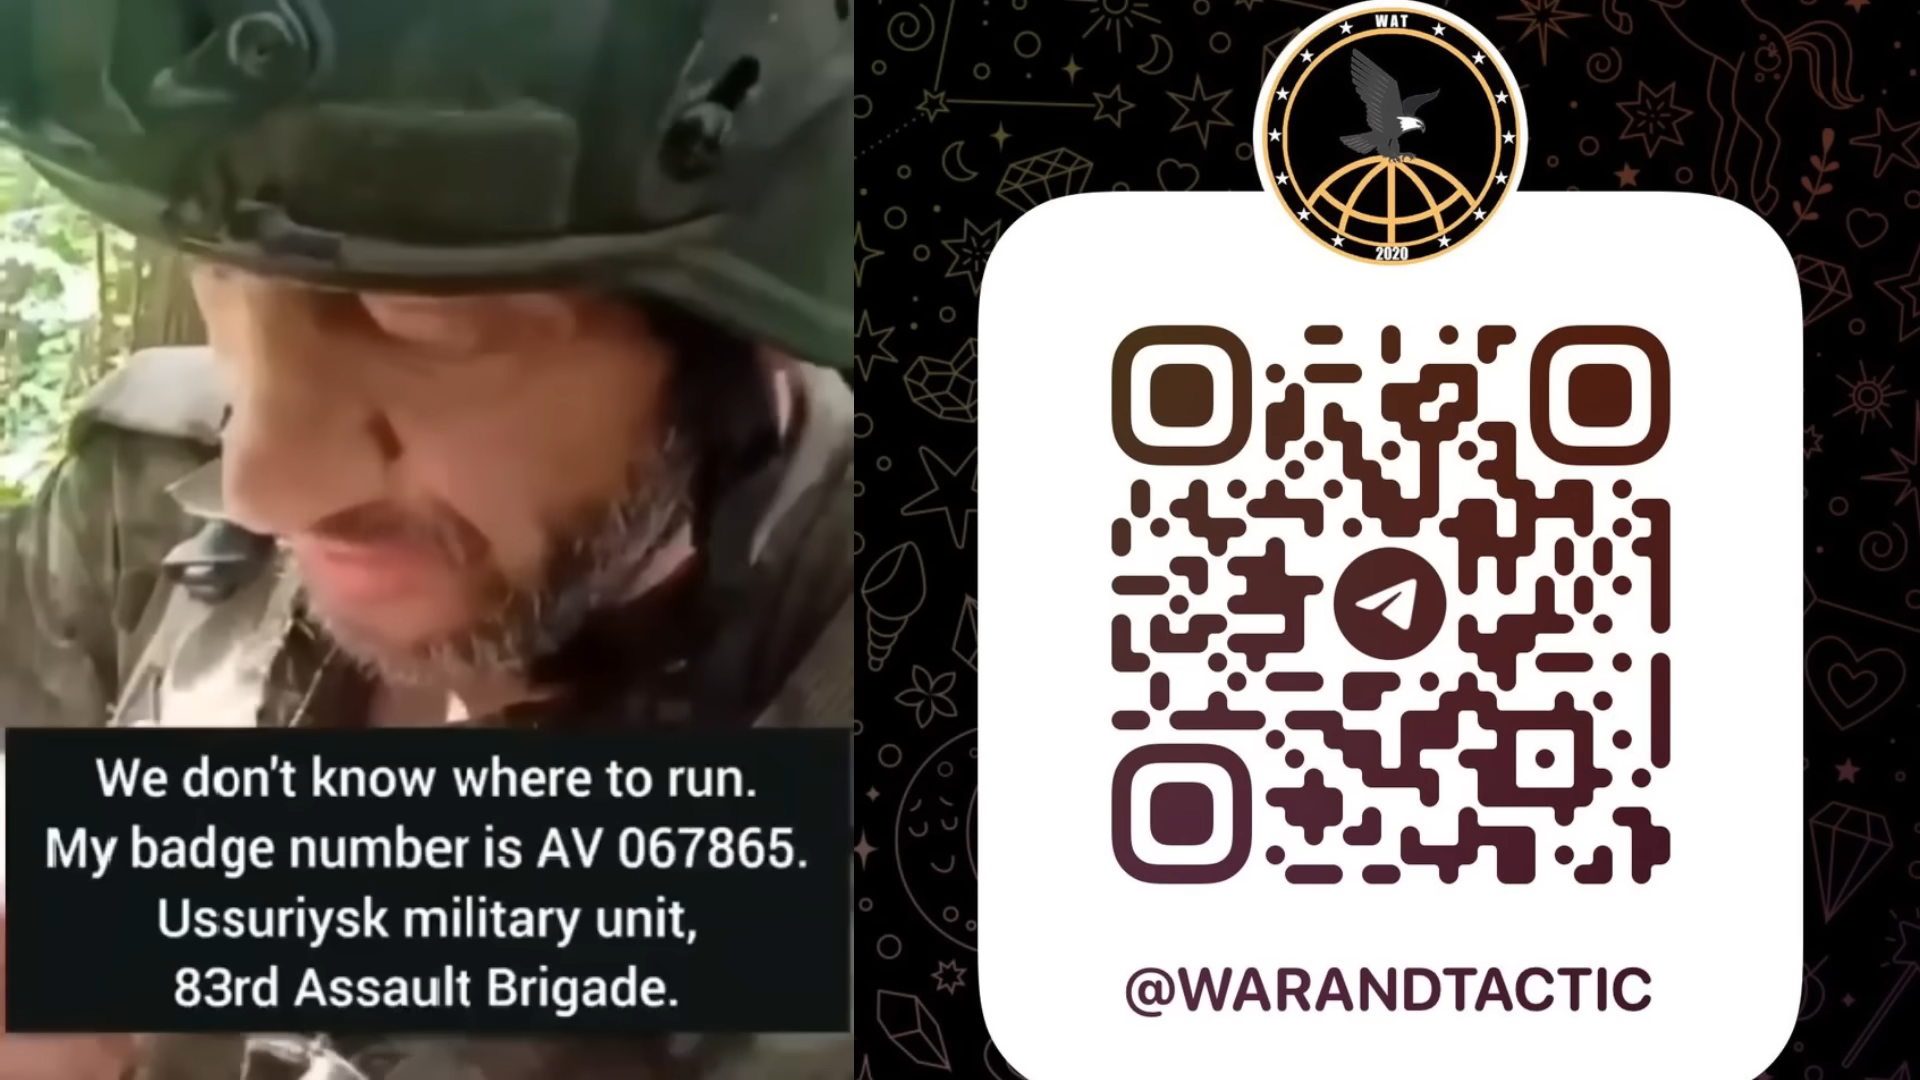 We don't know where to run.
My badge number is AV 067865.
Ussuriysk military unit,
83rd Assault Brigade.
WAT
2020
@WARANDTACTIC